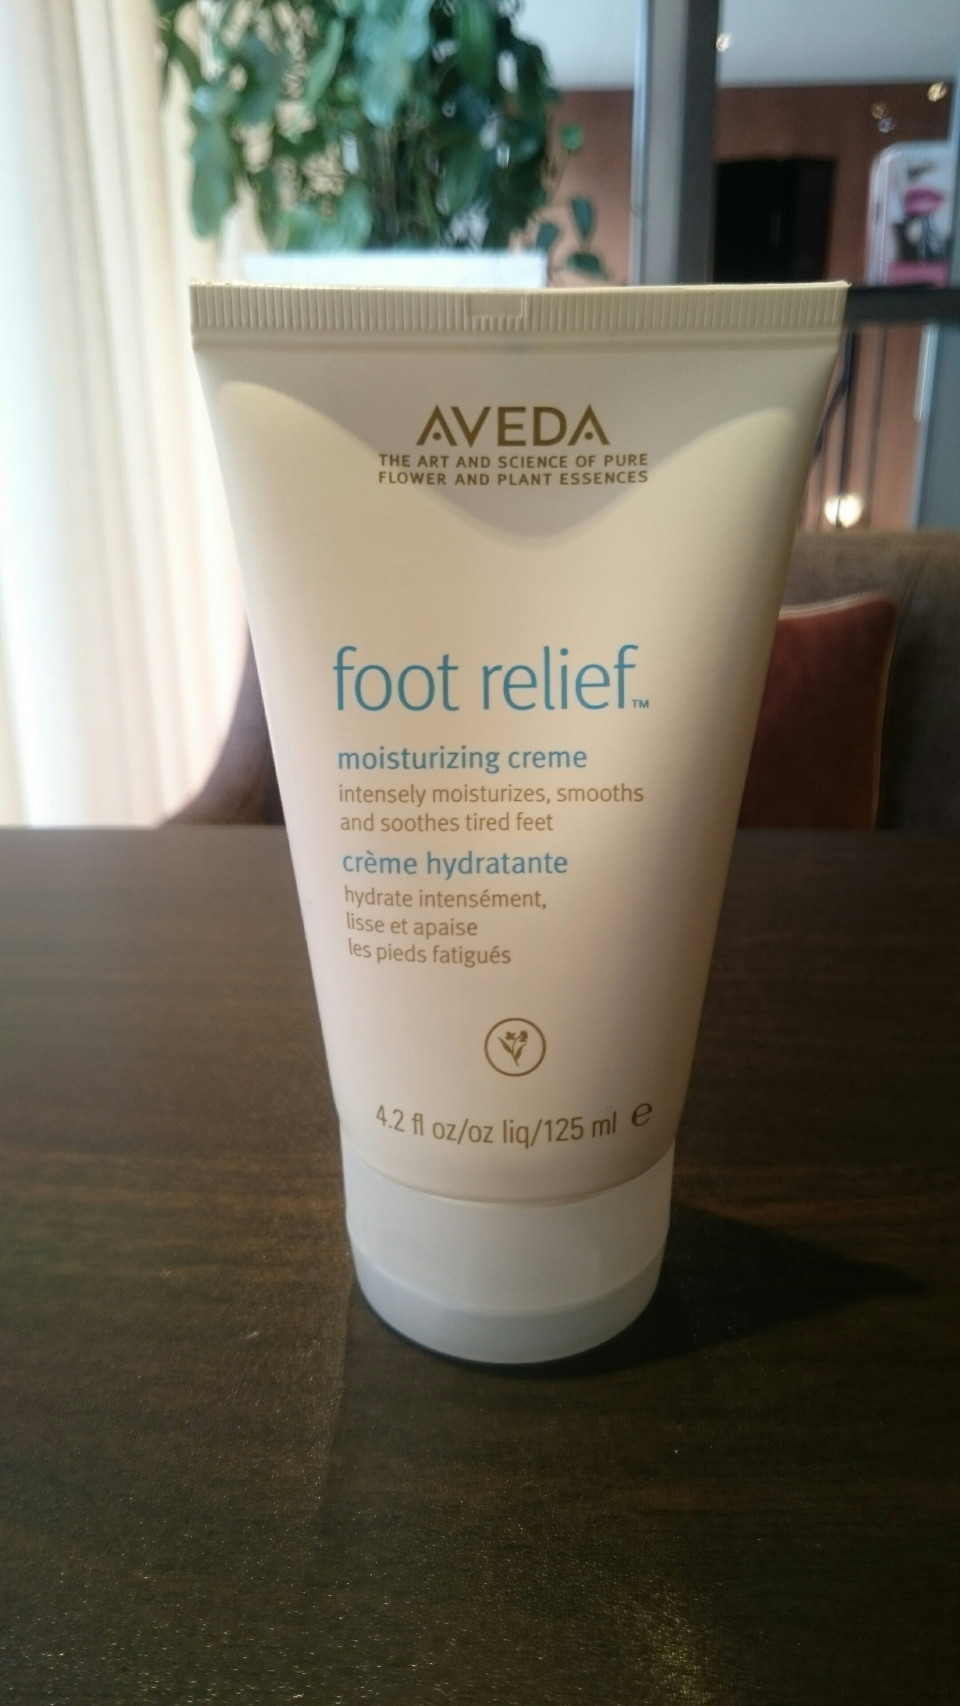 AVEDA
THE ART AND SCIENCE OF PURE
FLOWER AND PLANT ESSENCES
foot relief™
moisturizing creme
intensely moisturizes, smooths
and soothes tired feet
crème hydratante
hydrate intensément,
lisse et apaise
les pieds fatigués
4.2 fl oz/oz liq/125 ml ℮